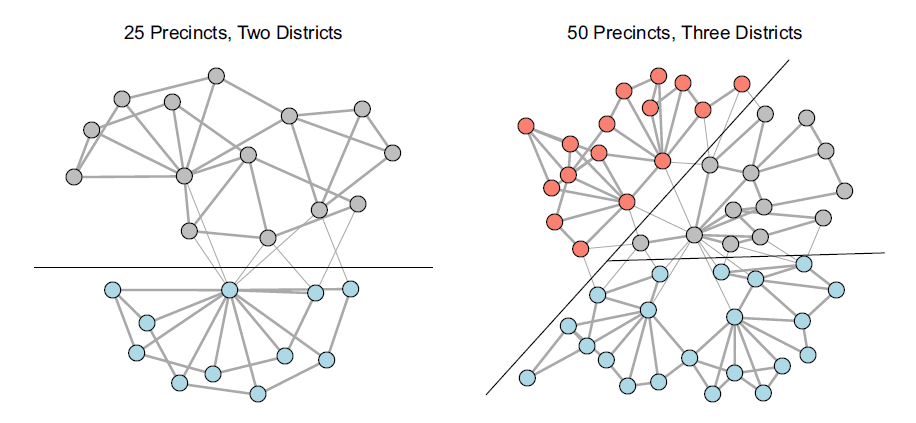 25 Precincts, Two Districts
50 Precincts, Three Districts